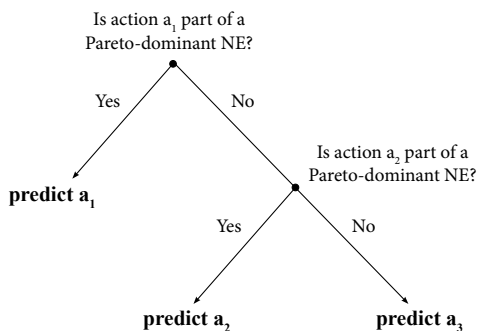 Is action a₁ part of a
Pareto-dominant NE?
Yes
No
predict a₁
Is action a₂ part of a
Pareto-dominant NE?
Yes
No
predict a₂
predict a₃